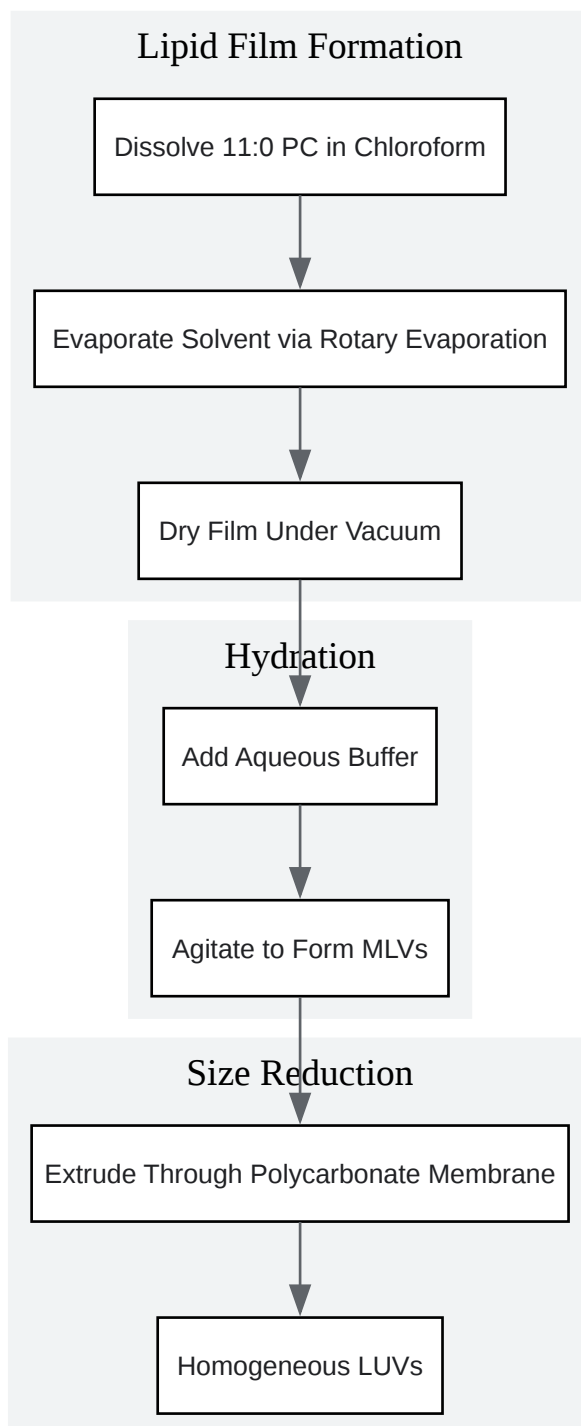 Lipid Film Formation
Dissolve 11:0 PC in Chloroform
Evaporate Solvent via Rotary Evaporation
Dry Film Under Vacuum
Hydration
Add Aqueous Buffer
Agitate to Form MLVs
Size Reduction
Extrude Through Polycarbonate Membrane
Homogeneous LUVs